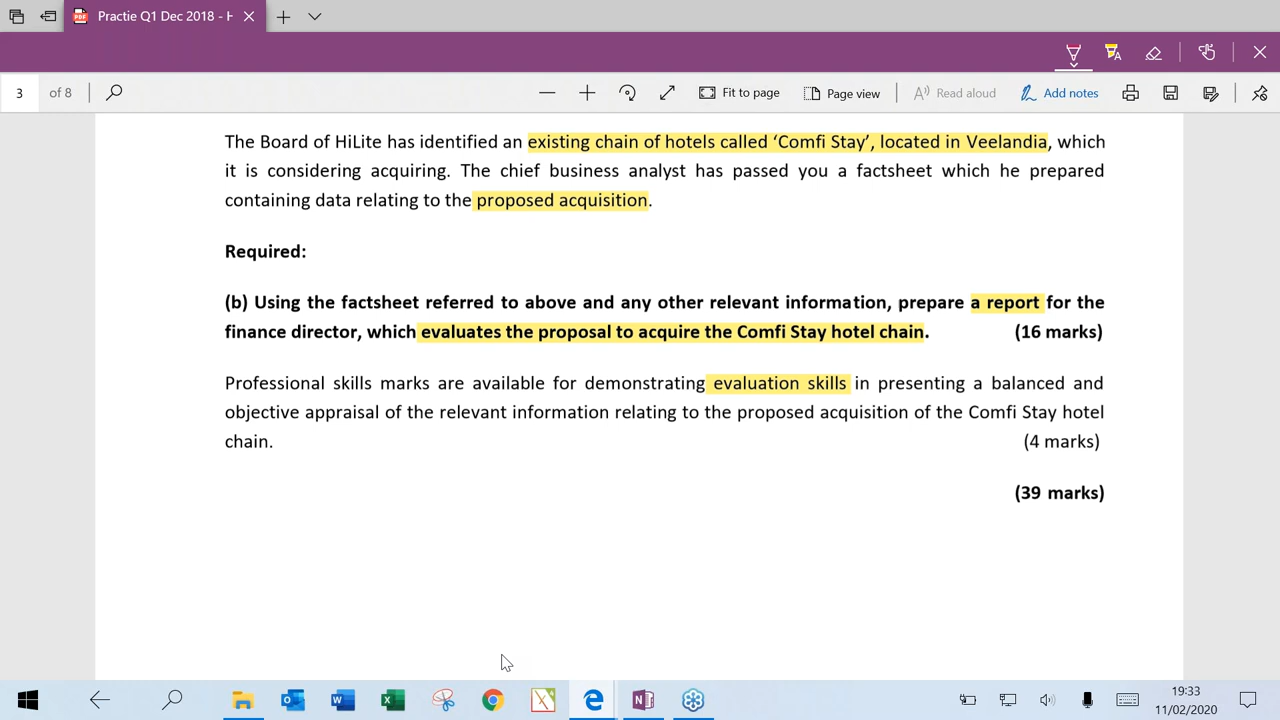 Practie Q1 Dec 2018 - H
3 of 8 Fit to page Page view Read aloud Add notes
The Board of HiLite has identified an existing chain of hotels called ‘Comfi Stay’, located in Veelandia, which
it is considering acquiring. The chief business analyst has passed you a factsheet which he prepared
containing data relating to the proposed acquisition.
Required:
(b) Using the factsheet referred to above and any other relevant information, prepare a report for the
finance director, which evaluates the proposal to acquire the Comfi Stay hotel chain. (16 marks)
Professional skills marks are available for demonstrating evaluation skills in presenting a balanced and
objective appraisal of the relevant information relating to the proposed acquisition of the Comfi Stay hotel
chain. (4 marks)
(39 marks)
19:33
11/02/2020